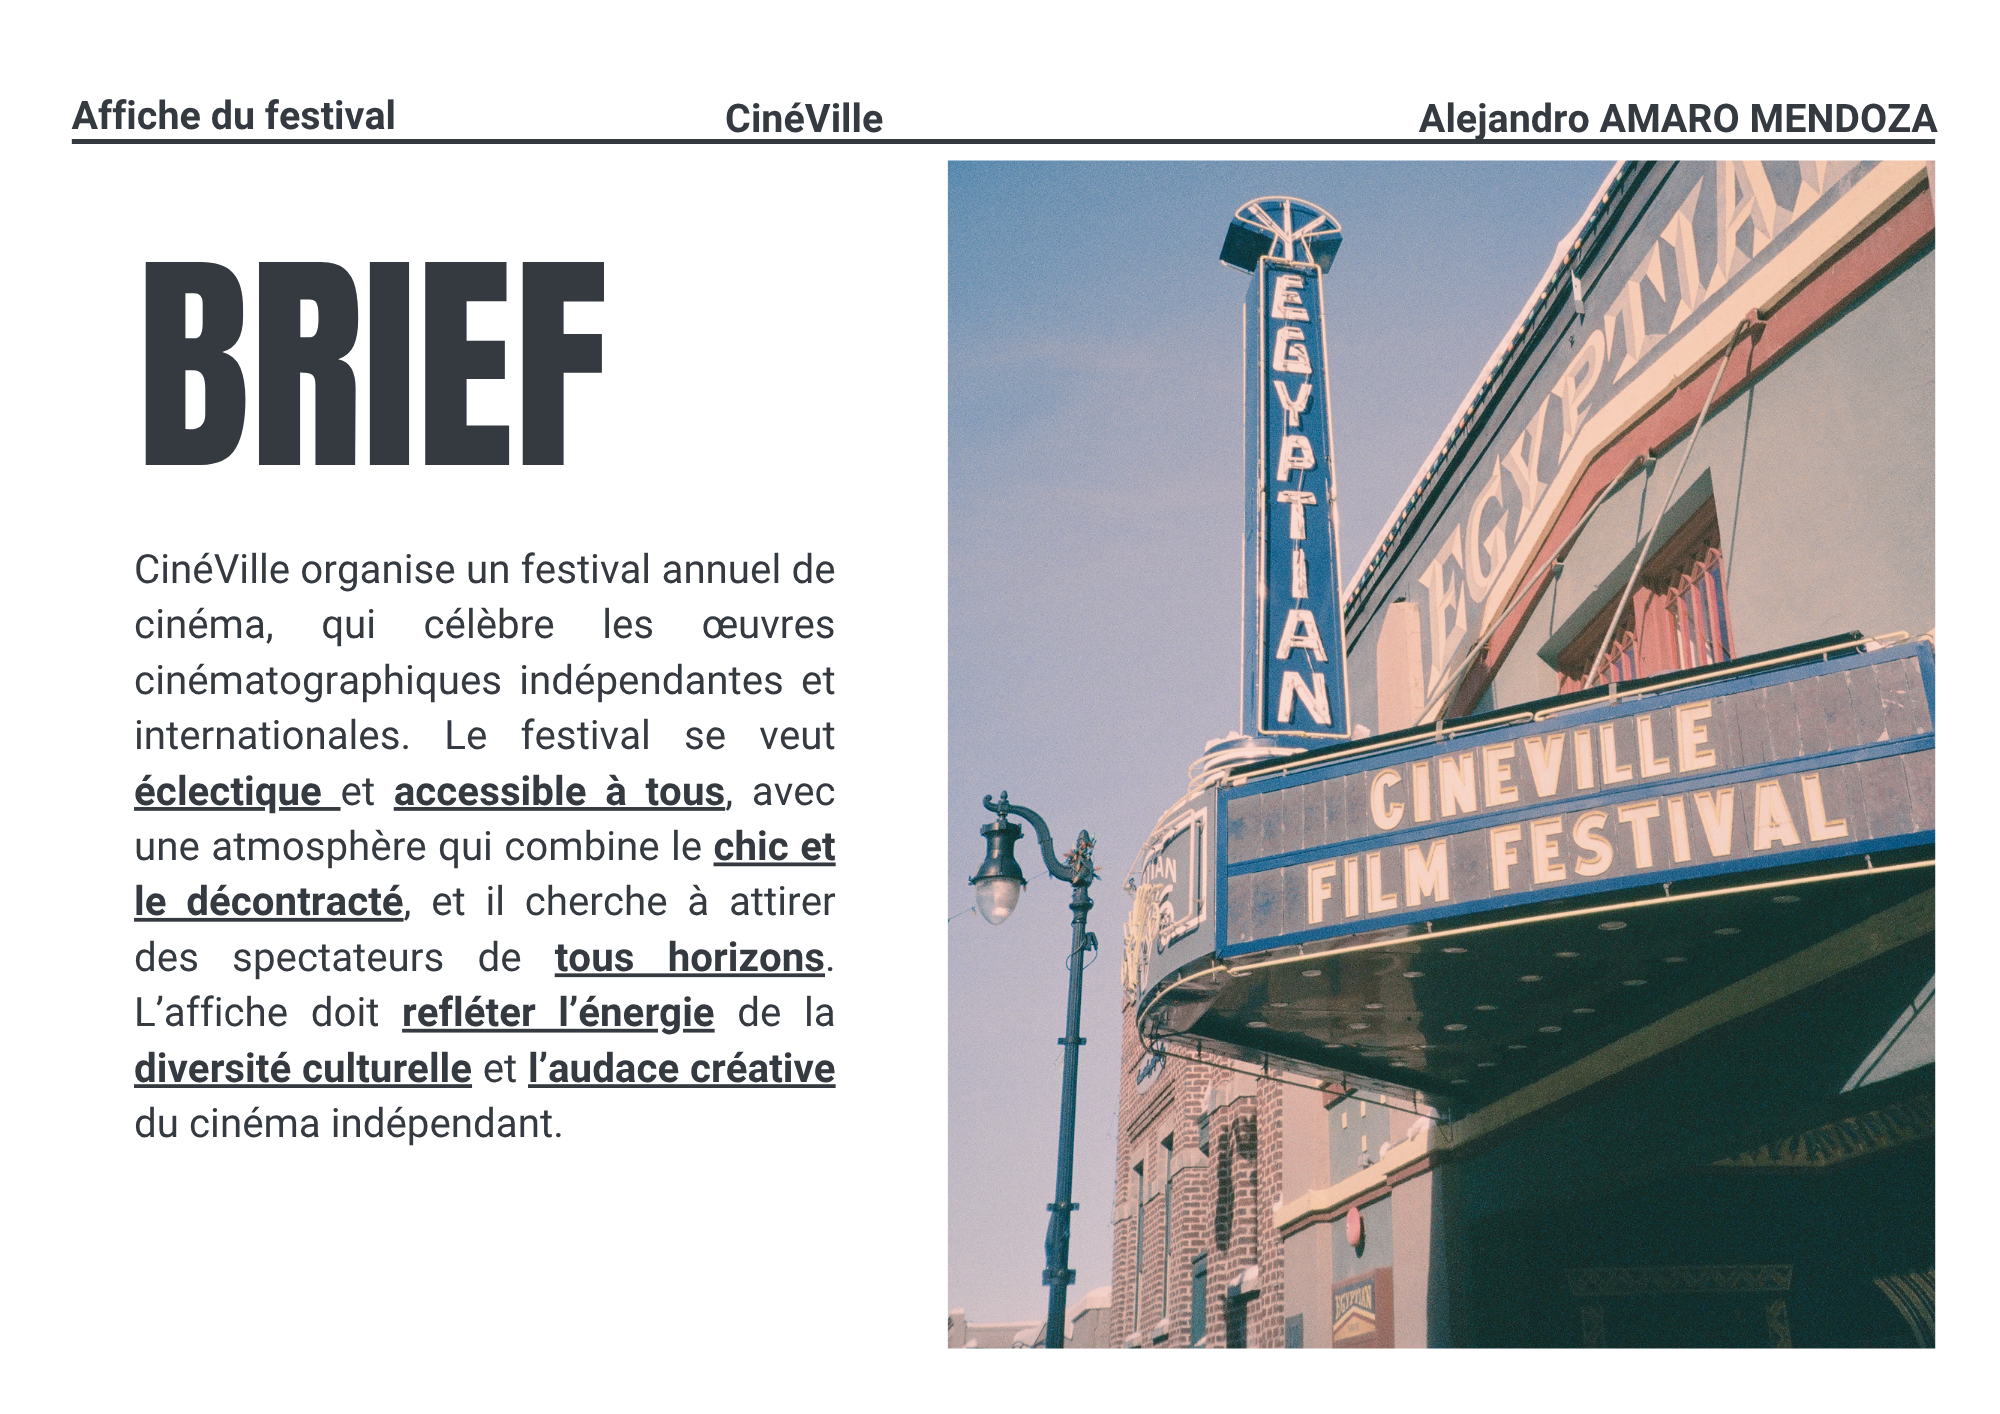 Affiche du festival
CinéVille
Alejandro AMARO MENDOZA
BRIEF
CinéVille organise un festival annuel de
cinéma, qui célèbre les œuvres
cinématographiques indépendantes et
internationales. Le festival se veut
éclectique et accessible à tous, avec
une atmosphère qui combine le chic et
le décontracté, et il cherche à attirer
des spectateurs de tous horizons.
L’affiche doit refléter l’énergie de la
diversité culturelle et l’audace créative
du cinéma indépendant.
EGYPTIAN
EGYPTIAN
CINEVILLE
FILM FESTIVAL
TIAN
EGYPTIAN